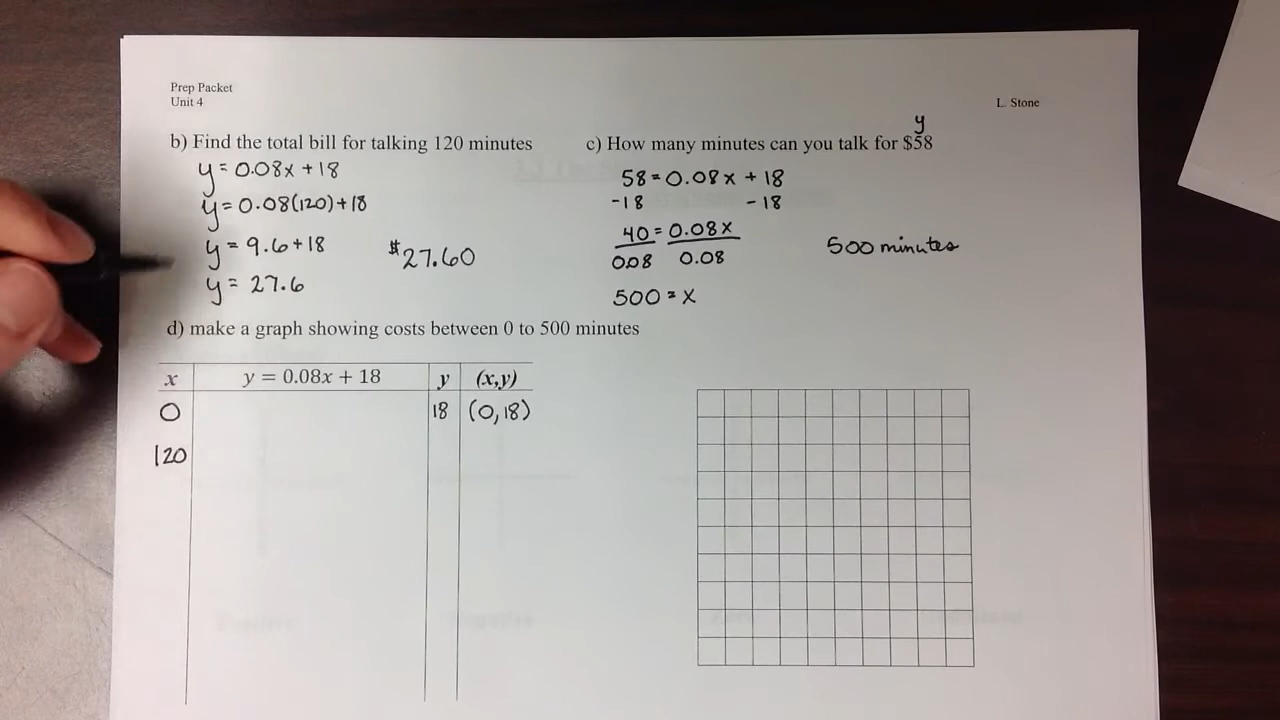 Prep Packet
Unit 4
L. Stone
b) Find the total bill for talking 120 minutes
y = 0.08x + 18
y = 0.08(120) + 18
y = 9.6 + 18
$27.60
y = 27.6
y
c) How many minutes can you talk for $58
58 = 0.08x + 18
-18 -18
40 = 0.08x
0.08 0.08
500 minutes
500 = x
d) make a graph showing costs between 0 to 500 minutes
x y = 0.08x + 18 y (x,y)
0 18 (0,18)
120